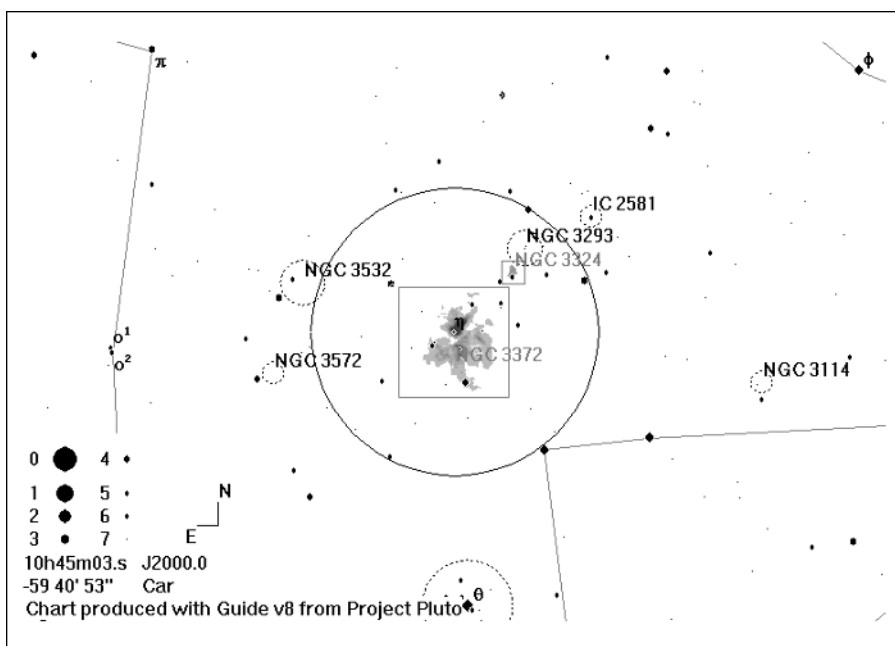 π
ϕ
IC 2581
NGC 3293
NGC 3324
NGC 3532
η
NGC 3372
o¹
o²
NGC 3572
NGC 3114
0 4
1 5
2 6
3 7
N
E
10h45m03.s J2000.0
-59 40' 53" Car
θ
Chart produced with Guide v8 from Project Pluto